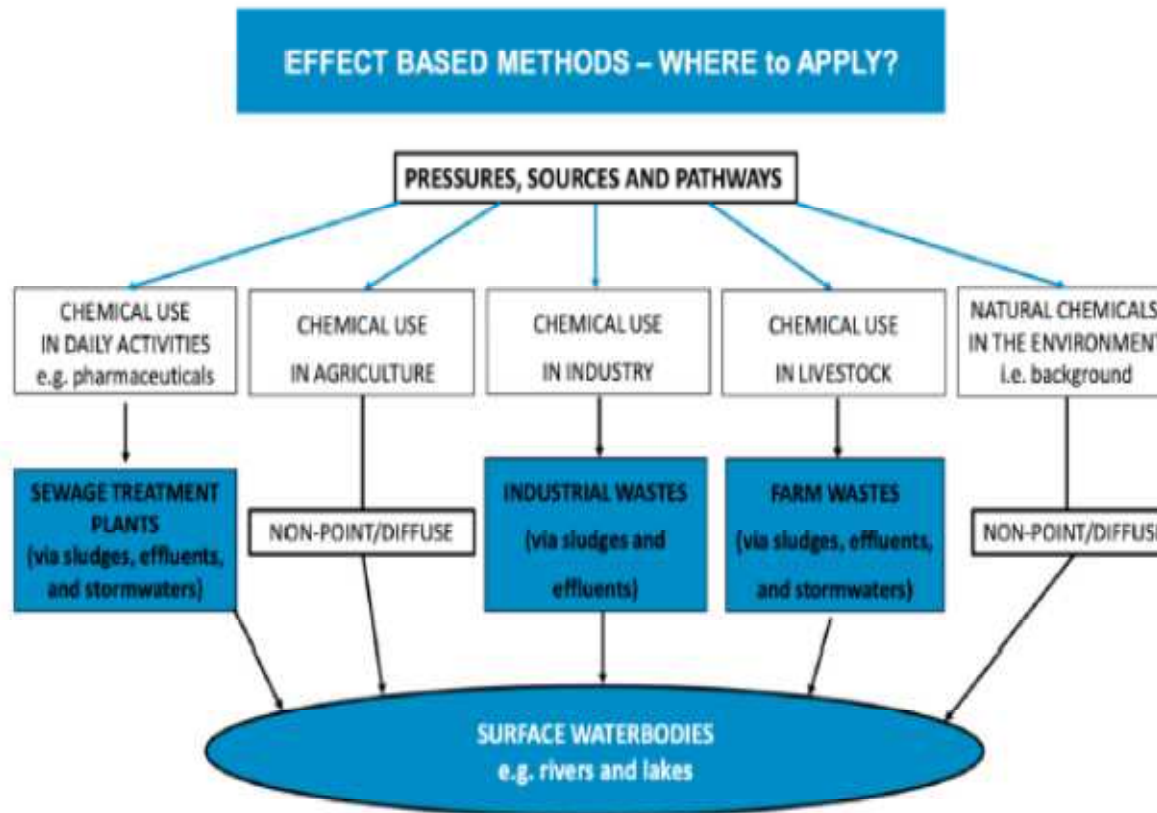 EFFECT BASED METHODS – WHERE to APPLY?
PRESSURES, SOURCES AND PATHWAYS
CHEMICAL USE
IN DAILY ACTIVITIES
e.g. pharmaceuticals
CHEMICAL USE
IN AGRICULTURE
CHEMICAL USE
IN INDUSTRY
CHEMICAL USE
IN LIVESTOCK
NATURAL CHEMICALS
IN THE ENVIRONMENT
i.e. background
SEWAGE TREATMENT
PLANTS
(via sludges, effluents,
and stormwaters)
NON-POINT/DIFFUSE
INDUSTRIAL WASTES
(via sludges and
effluents)
FARM WASTES
(via sludges, effluents,
and stormwaters)
NON-POINT/DIFFUSE
SURFACE WATERBODIES
e.g. rivers and lakes